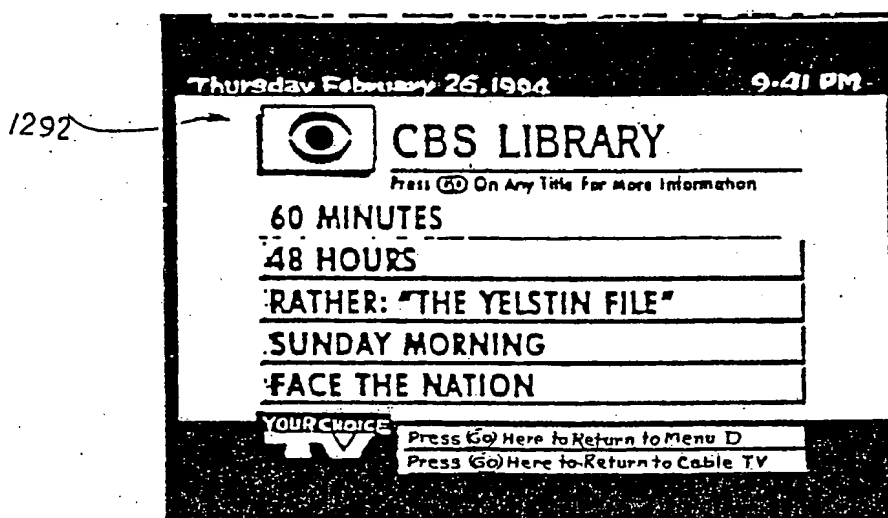 Thursday February 26, 1994 9:41 PM
1292
CBS LIBRARY
Press GO On Any Title For More Information
60 MINUTES
48 HOURS
RATHER: "THE YELSTIN FILE"
SUNDAY MORNING
FACE THE NATION
YOUR CHOICE
TV
Press Go Here to Return to Menu D
Press Go Here to Return to Cable TV